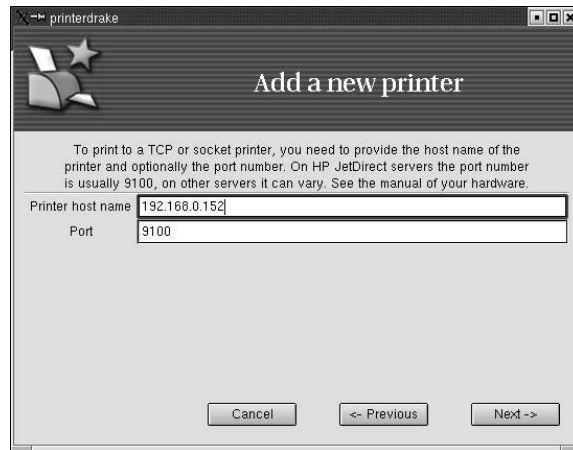 printerdrake
Add a new printer
To print to a TCP or socket printer, you need to provide the host name of the
printer and optionally the port number. On HP JetDirect servers the port number
is usually 9100, on other servers it can vary. See the manual of your hardware.
Printer host name 192.168.0.152
Port 9100
Cancel <- Previous Next ->